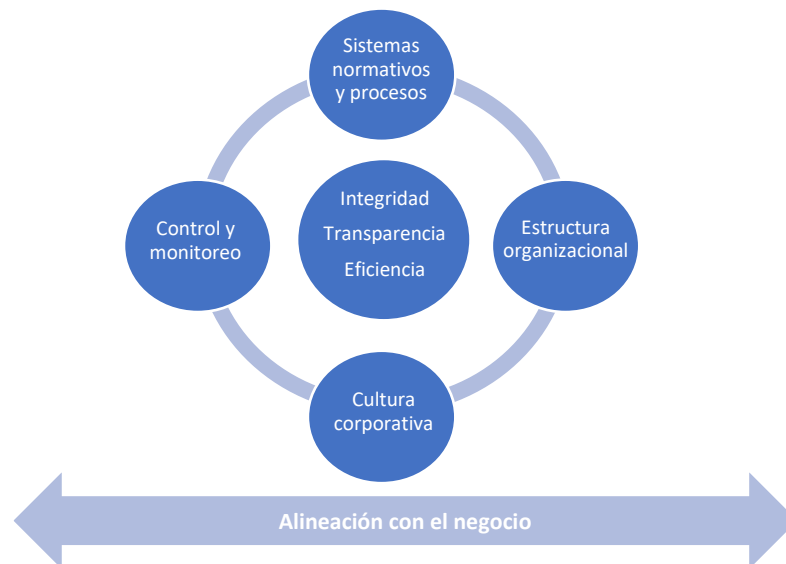 Sistemas
normativos
y procesos
Control y
monitoreo
Integridad
Transparencia
Eficiencia
Estructura
organizacional
Cultura
corporativa
Alineación con el negocio